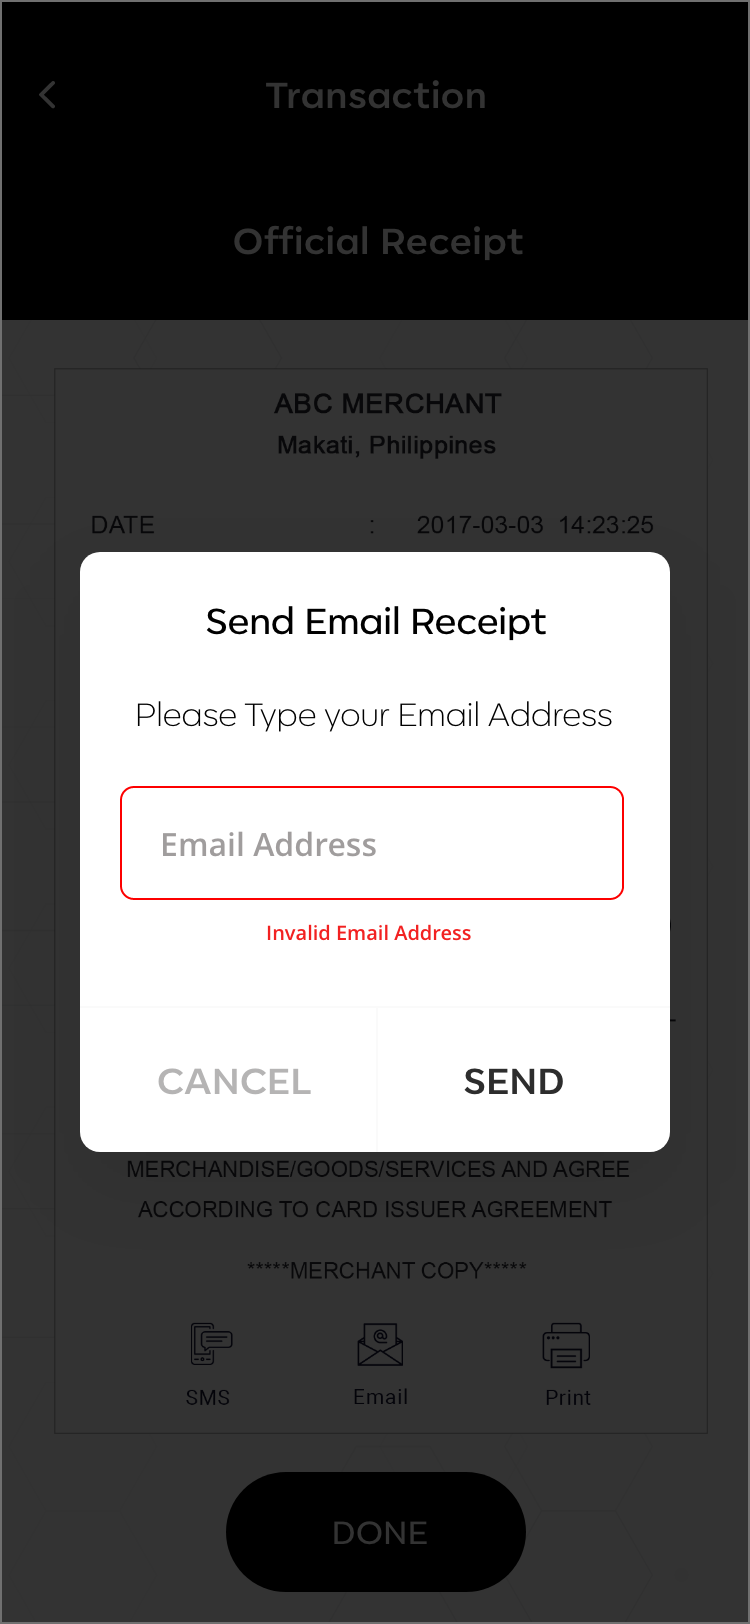 Transaction
Official Receipt
ABC MERCHANT
Makati, Philippines
DATE : 2017-03-03 14:23:25
Send Email Receipt
Please Type your Email Address
Email Address
Invalid Email Address
CANCEL SEND
MERCHANDISE/GOODS/SERVICES AND AGREE
ACCORDING TO CARD ISSUER AGREEMENT
*****MERCHANT COPY*****
SMS Email Print
DONE